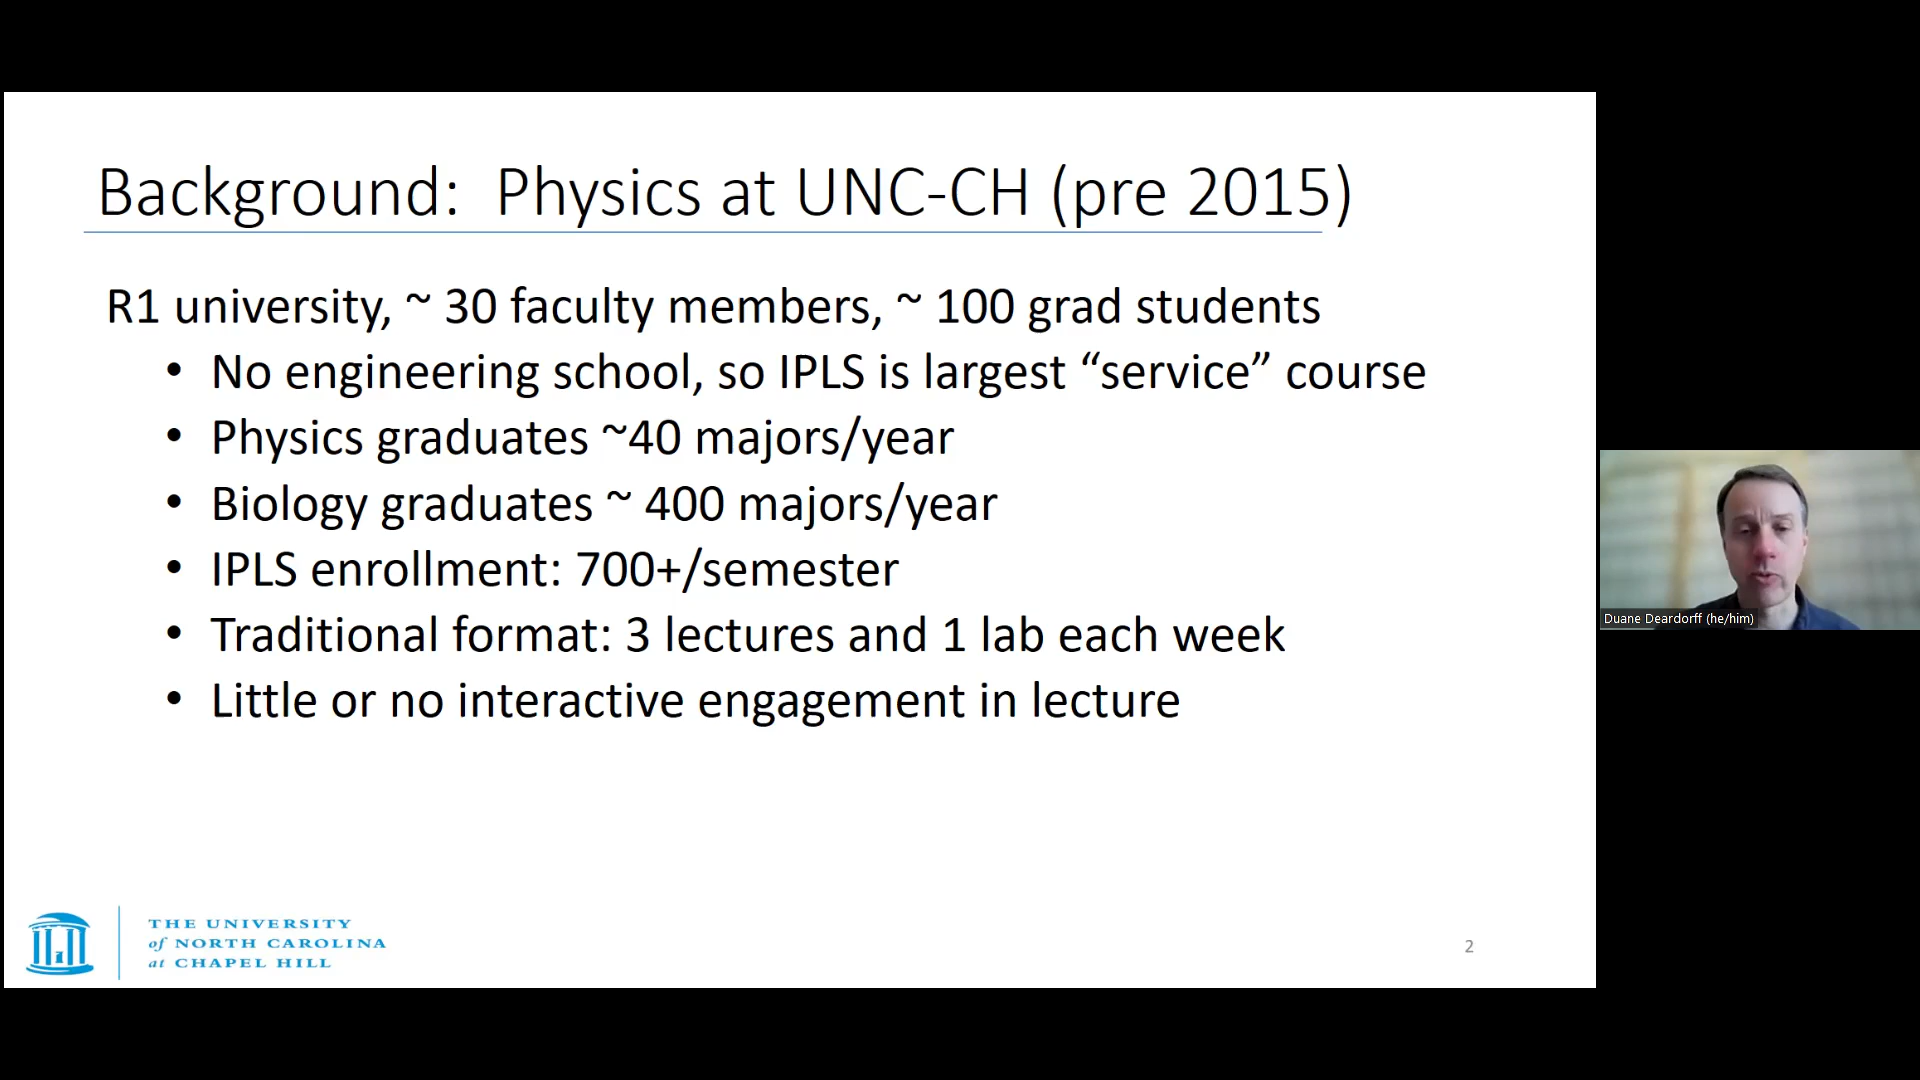 Background: Physics at UNC-CH (pre 2015)
R1 university, ~ 30 faculty members, ~ 100 grad students
• No engineering school, so IPLS is largest “service” course
• Physics graduates ~40 majors/year
• Biology graduates ~ 400 majors/year
• IPLS enrollment: 700+/semester
• Traditional format: 3 lectures and 1 lab each week
• Little or no interactive engagement in lecture
THE UNIVERSITY
of NORTH CAROLINA
at CHAPEL HILL
2
Duane Deardorff (he/him)